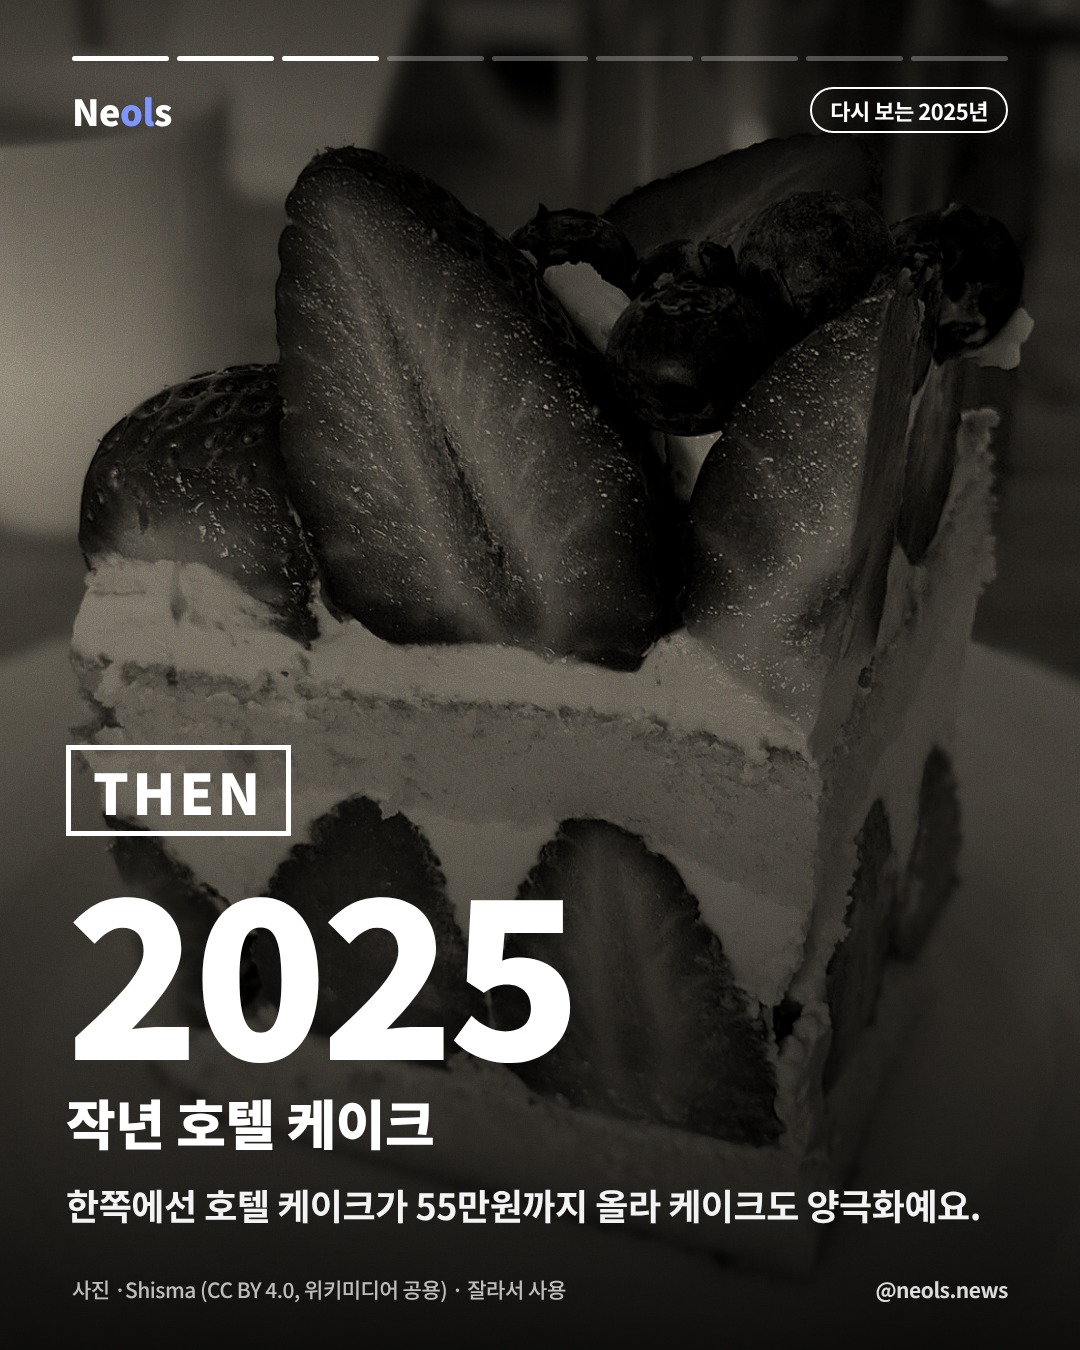 Neols
다시 보는 2025년
THEN
2025
작년 호텔 케이크
한쪽에선 호텔 케이크가 55만원까지 올라 케이크도 양극화예요.
사진 · Shisma (CC BY 4.0, 위키미디어 공용) · 잘라서 사용
@neols.news